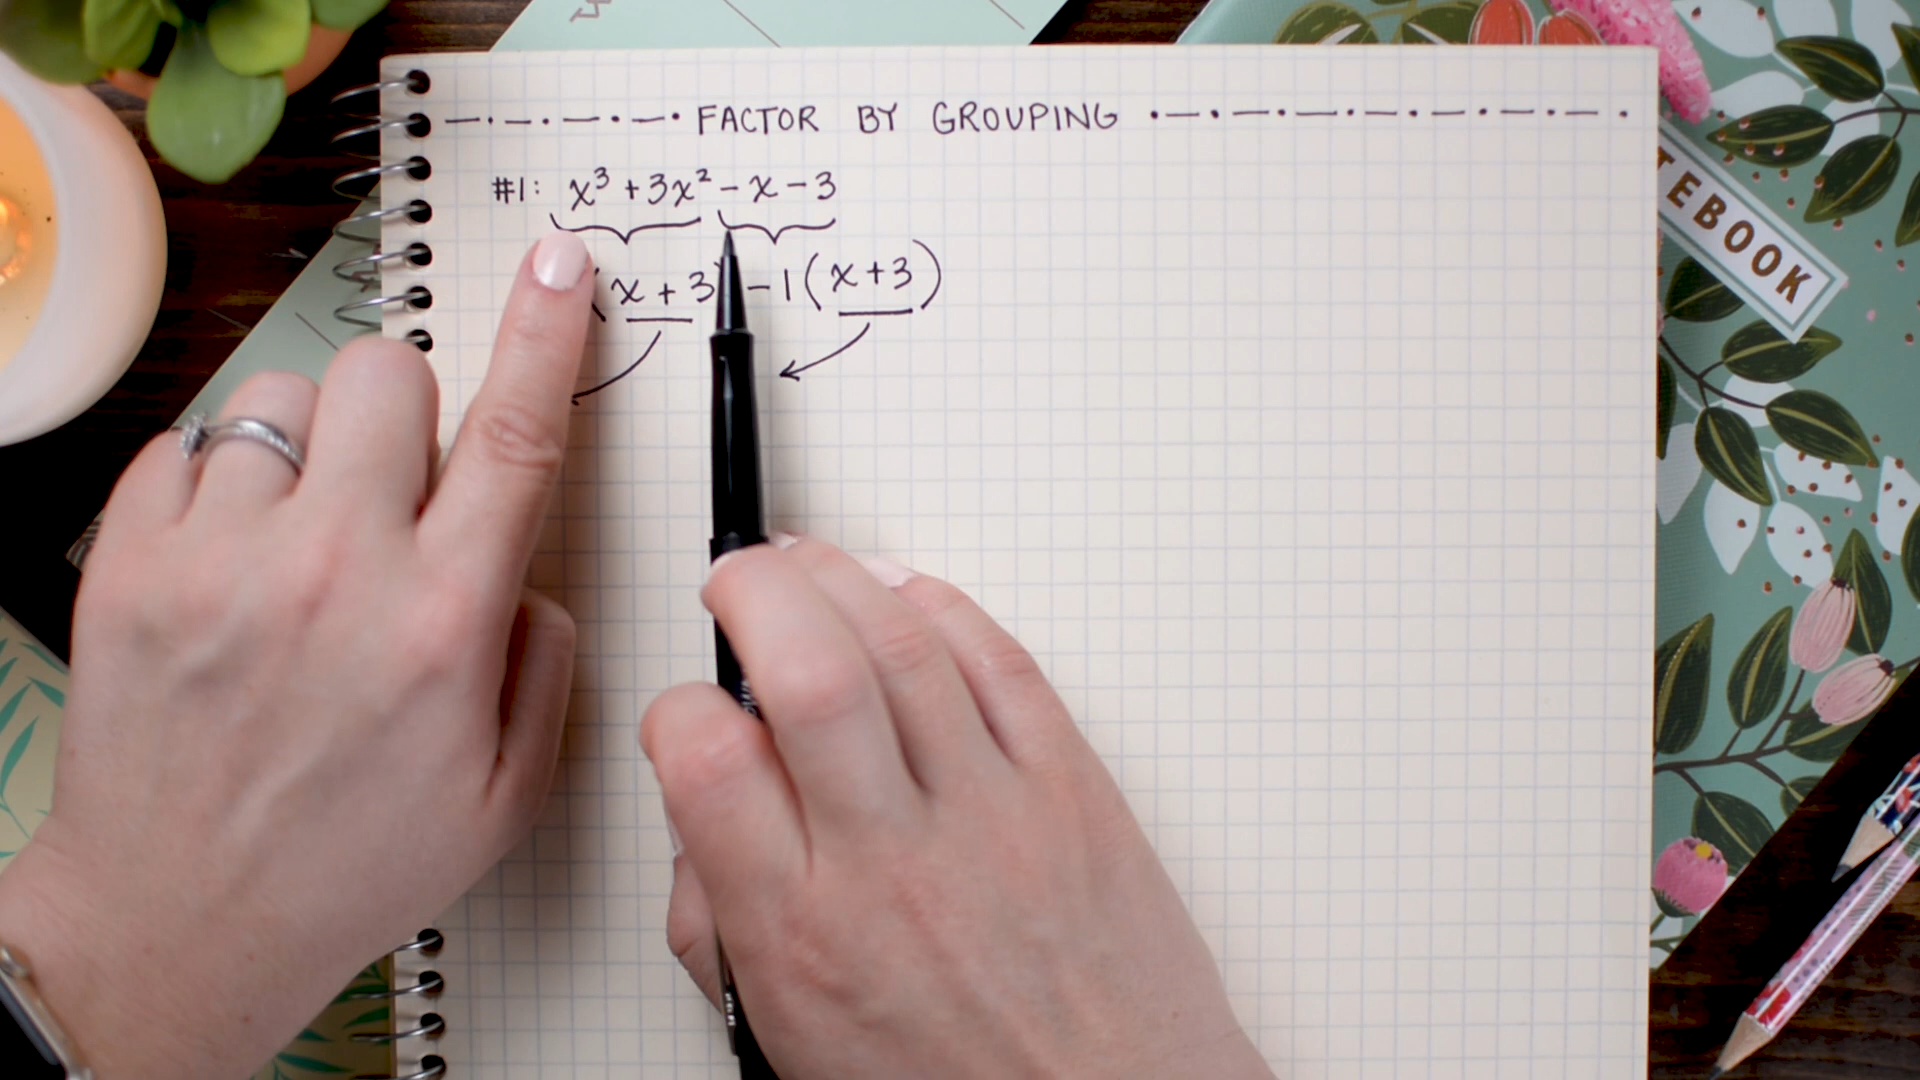 FACTOR BY GROUPING
#1: x³ + 3x² - x - 3
(x + 3 - 1(x + 3)
TEBOOK